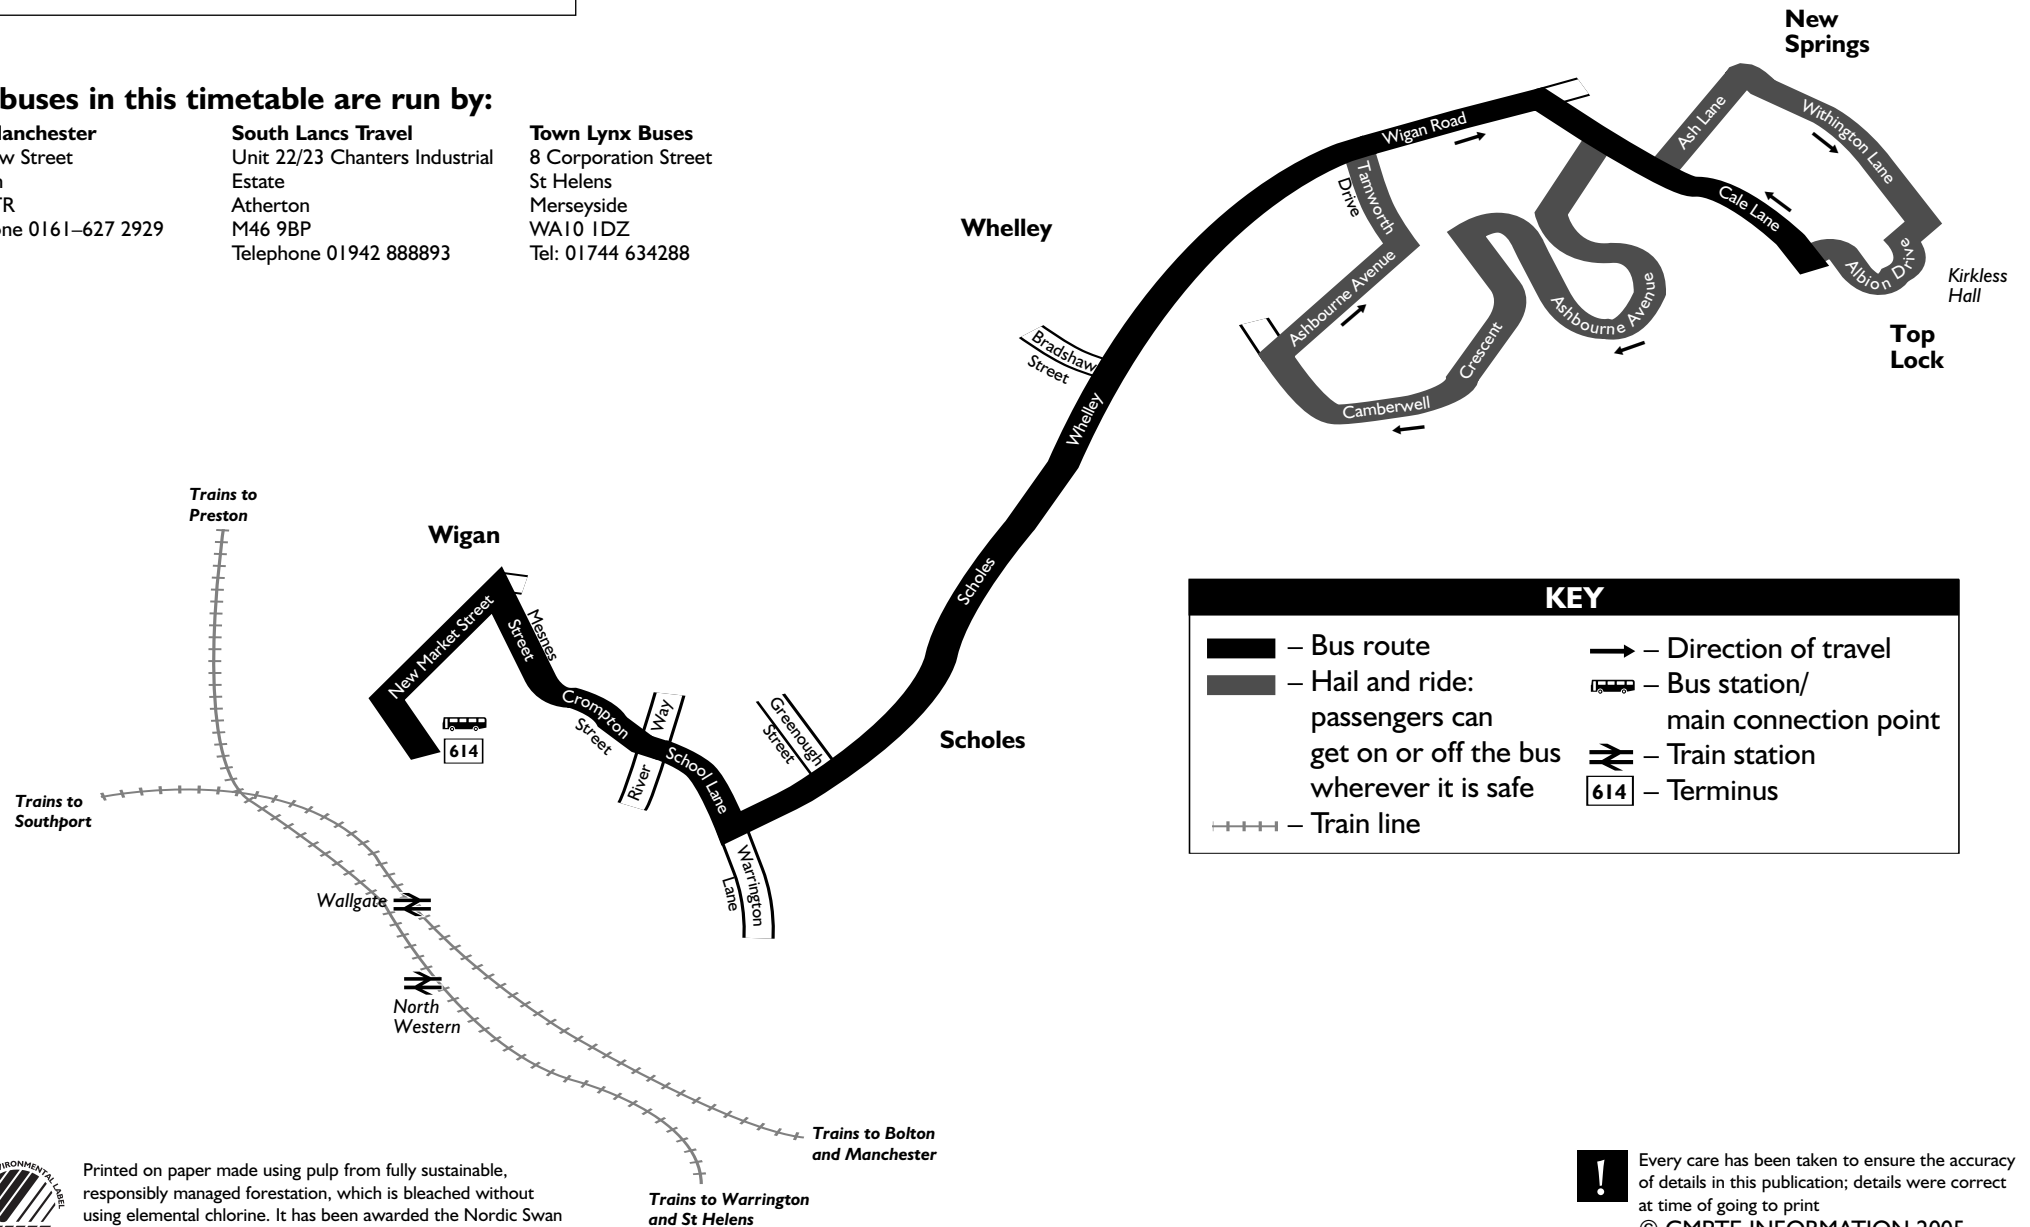 buses in this timetable are run by:
anchester
w Street
TR
one 0161–627 2929
South Lancs Travel
Unit 22/23 Chanters Industrial
Estate
Atherton
M46 9BP
Telephone 01942 888893
Town Lynx Buses
8 Corporation Street
St Helens
Merseyside
WA10 1DZ
Tel: 01744 634288
New
Springs
Ash Lane
Withington Lane
Wigan Road
Tamworth
Drive
Cale Lane
Albion Drive
Kirkless
Hall
Top
Lock
Whelley
Ashbourne Avenue
Ashbourne Avenue
Crescent
Camberwell
Bradshaw
Street
Whelley
Trains to
Preston
Wigan
Scholes
New Market Street
Mesnes
Street
Crompton
Street
Way
River
School Lane
Greenough
Street
Scholes
614
Warrington
Lane
Trains to
Southport
Wallgate
North
Western
Trains to Bolton
and Manchester
Trains to Warrington
and St Helens
KEY
– Bus route
– Hail and ride:
passengers can
get on or off the bus
wherever it is safe
– Train line
– Direction of travel
– Bus station/
main connection point
– Train station
614 – Terminus
VIRONMENTAL LABEL
Printed on paper made using pulp from fully sustainable,
responsibly managed forestation, which is bleached without
using elemental chlorine. It has been awarded the Nordic Swan
!
Every care has been taken to ensure the accuracy
of details in this publication; details were correct
at time of going to print
© GMPTE INFORMATION 2005